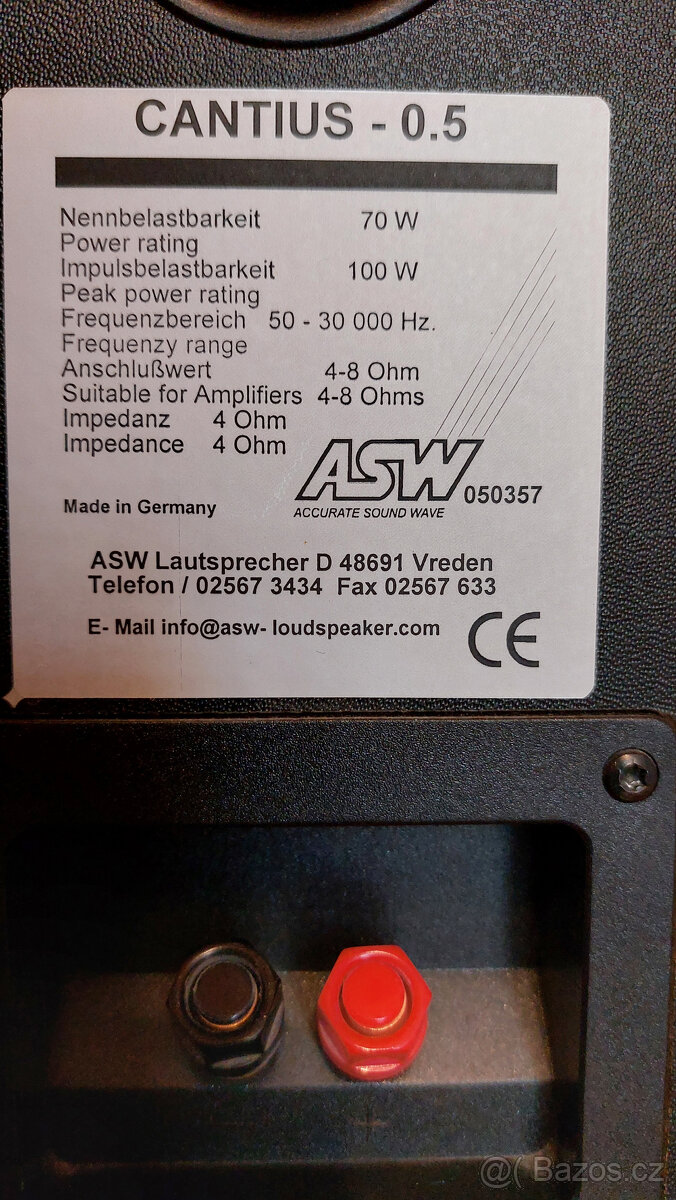 CANTIUS - 0.5
Nennbelastbarkeit 70 W
Power rating
Impulsbelastbarkeit 100 W
Peak power rating
Frequenzbereich 50 - 30 000 Hz.
Frequenzy range
Anschlußwert 4-8 Ohm
Suitable for Amplifiers 4-8 Ohms
Impedanz 4 Ohm
Impedance 4 Ohm
ASW 050357
Made in Germany
ACCURATE SOUND WAVE
ASW Lautsprecher D 48691 Vreden
Telefon / 02567 3434 Fax 02567 633
E- Mail info@asw- loudspeaker.com
CE
@( Bazos.cz